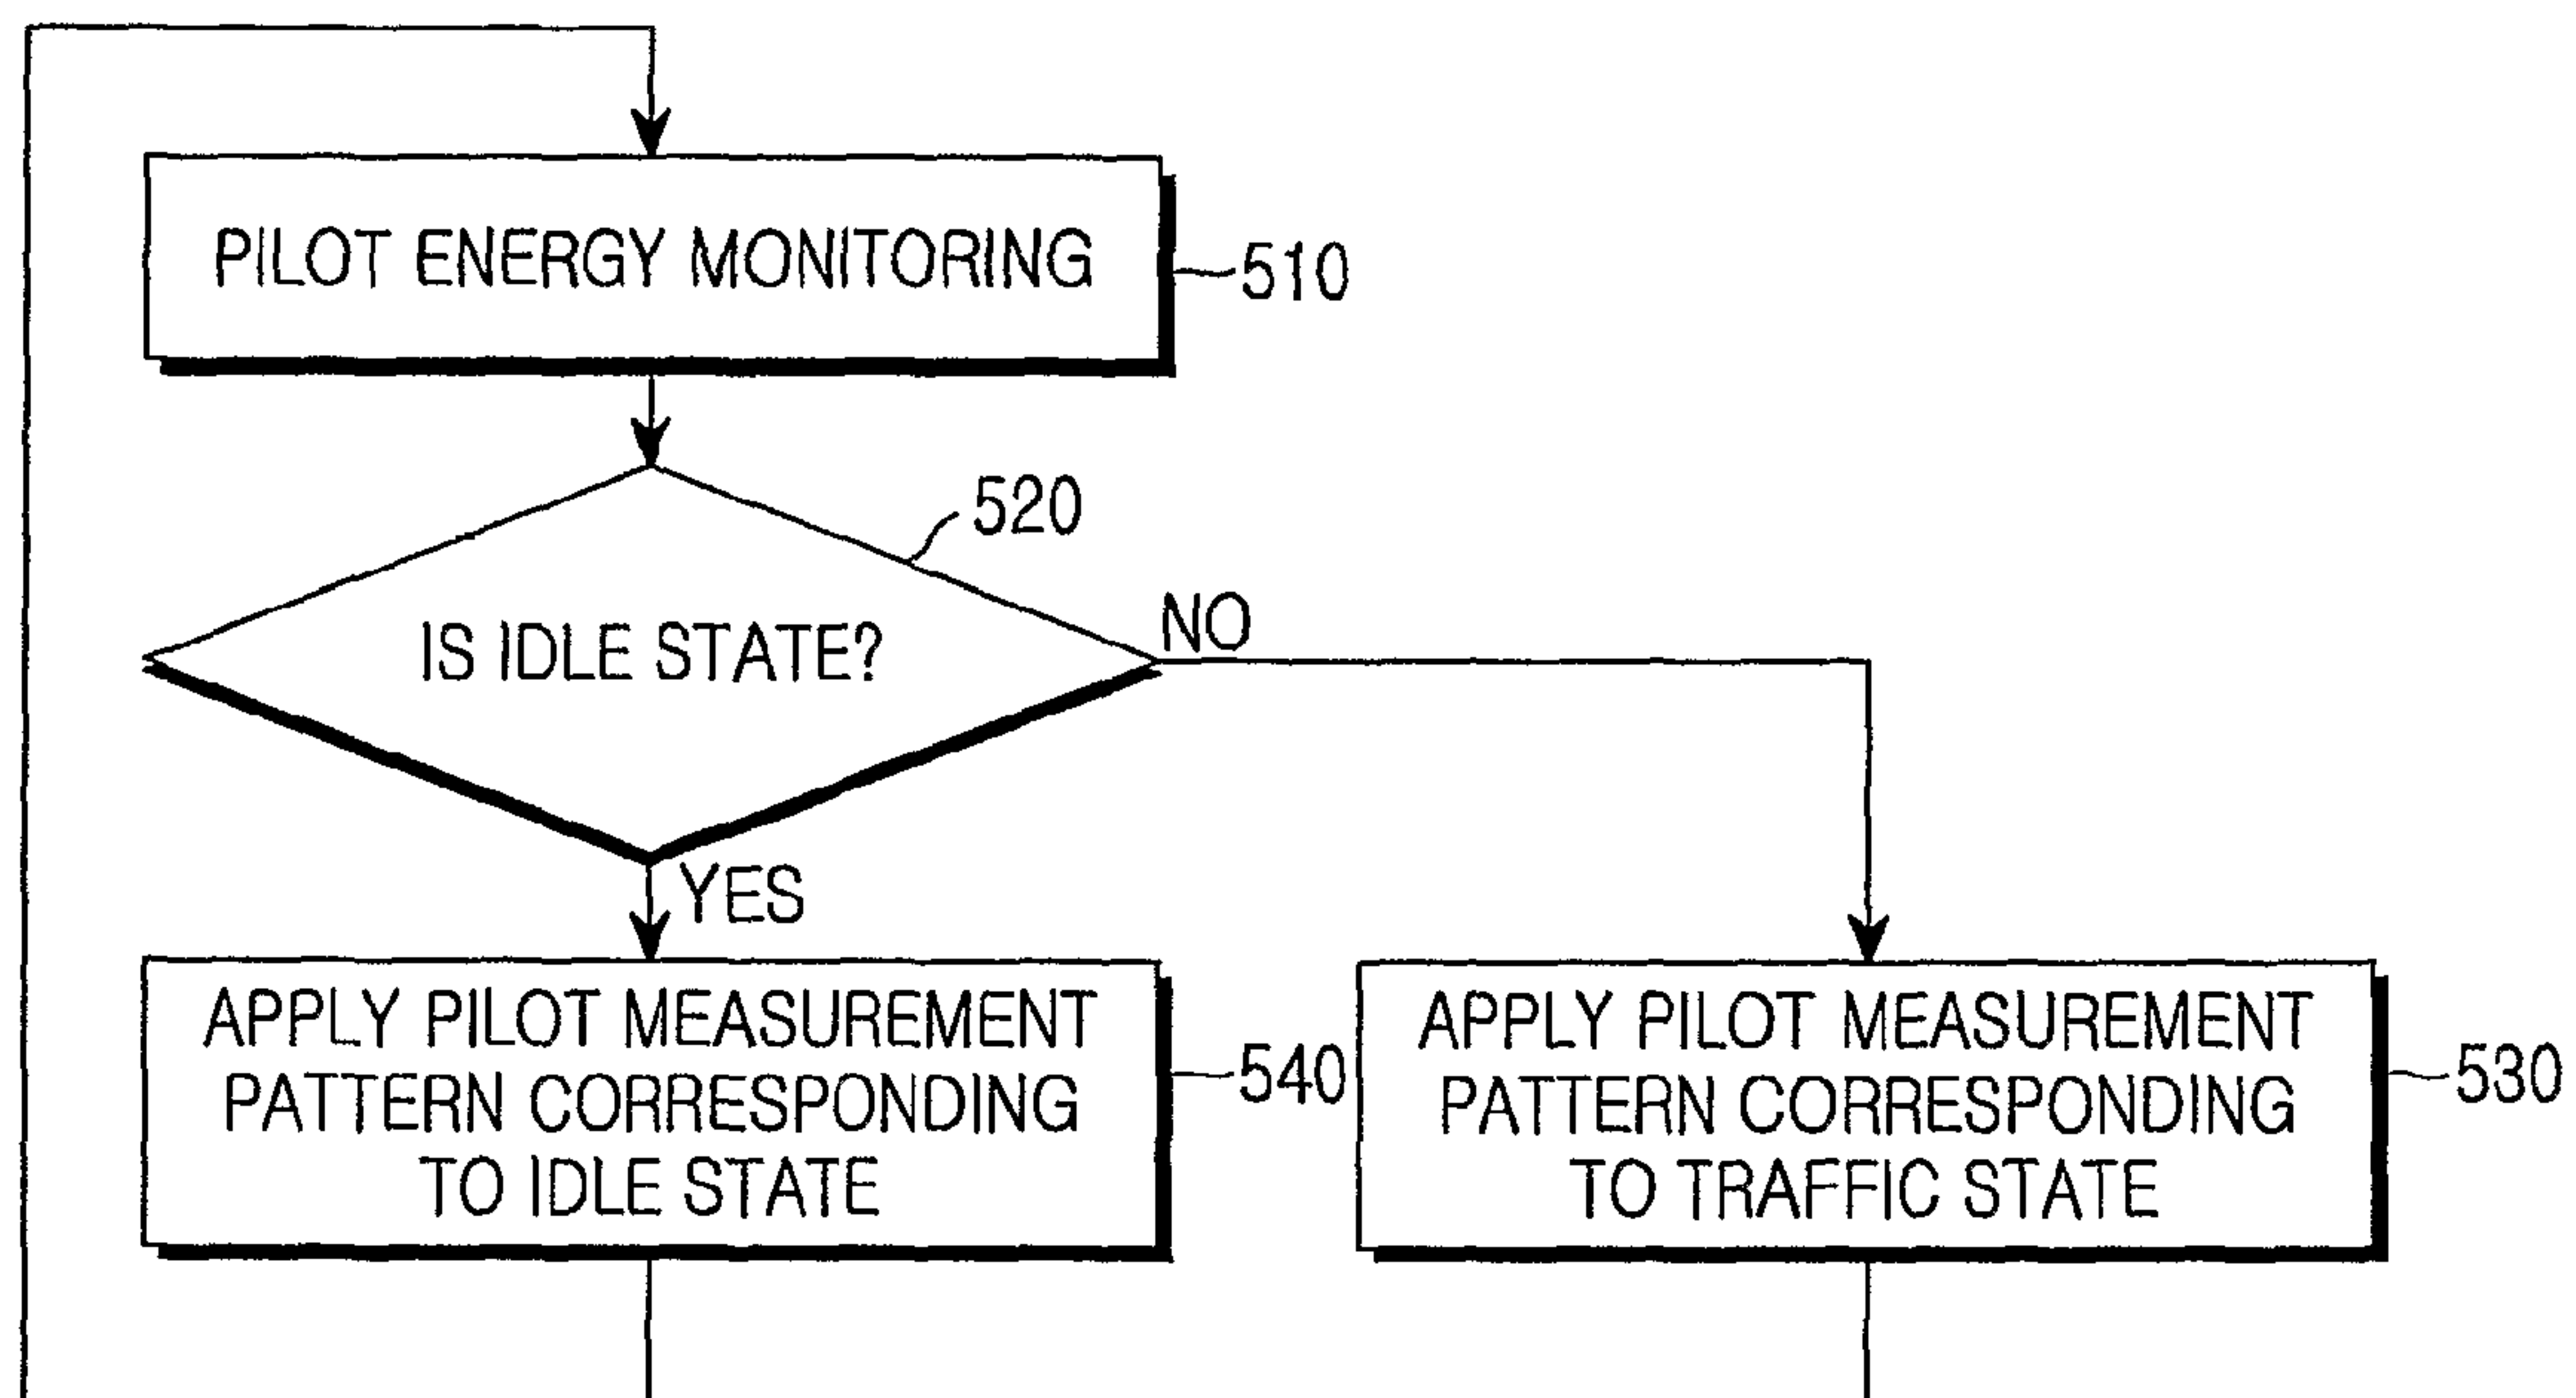 PILOT ENERGY MONITORING
510
520
IS IDLE STATE?
NO
YES
APPLY PILOT MEASUREMENT
PATTERN CORRESPONDING
TO IDLE STATE
540
APPLY PILOT MEASUREMENT
PATTERN CORRESPONDING
TO TRAFFIC STATE
530